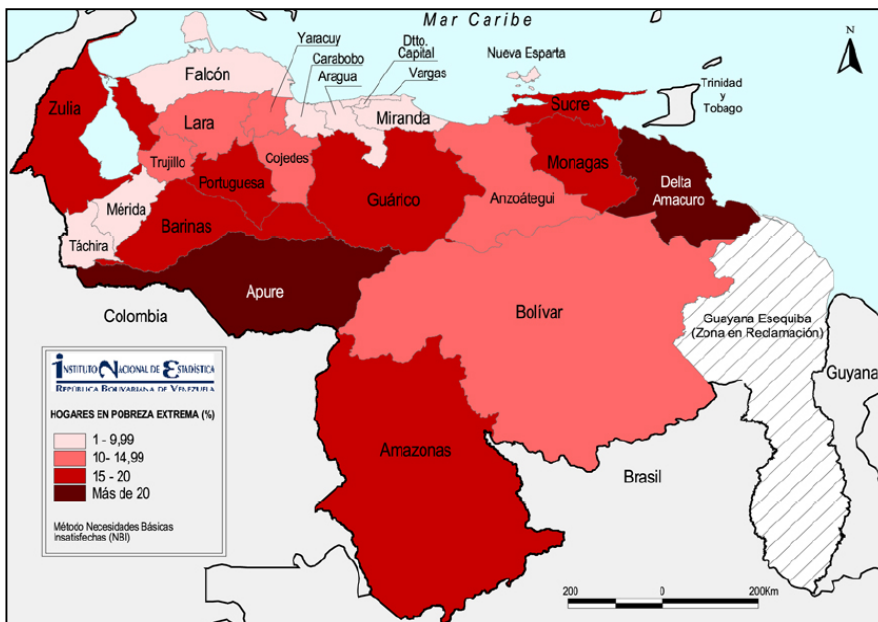 Mar Caribe
Yaracuy
Carabobo
Aragua
Dtto.
Capital
Vargas
Nueva Esparta
Trinidad
y
Tobago
Falcón
Zulia
Lara
Miranda
Sucre
Trujillo
Cojedes
Portuguesa
Guárico
Anzoátegui
Monagas
Delta
Amacuro
Mérida
Barinas
Táchira
Apure
Colombia
Bolívar
Guayana Esequiba
(Zona en Reclamación)
Guyana
Amazonas
Brasil
INSTITUTO NACIONAL DE ESTADÍSTICA
REPÚBLICA BOLIVARIANA DE VENEZUELA
HOGARES EN POBREZA EXTREMA (%)
1 - 9,99
10- 14,99
15 - 20
Más de 20
Método Necesidades Básicas
Insatisfechas (NBI)
200 0 200Km
N